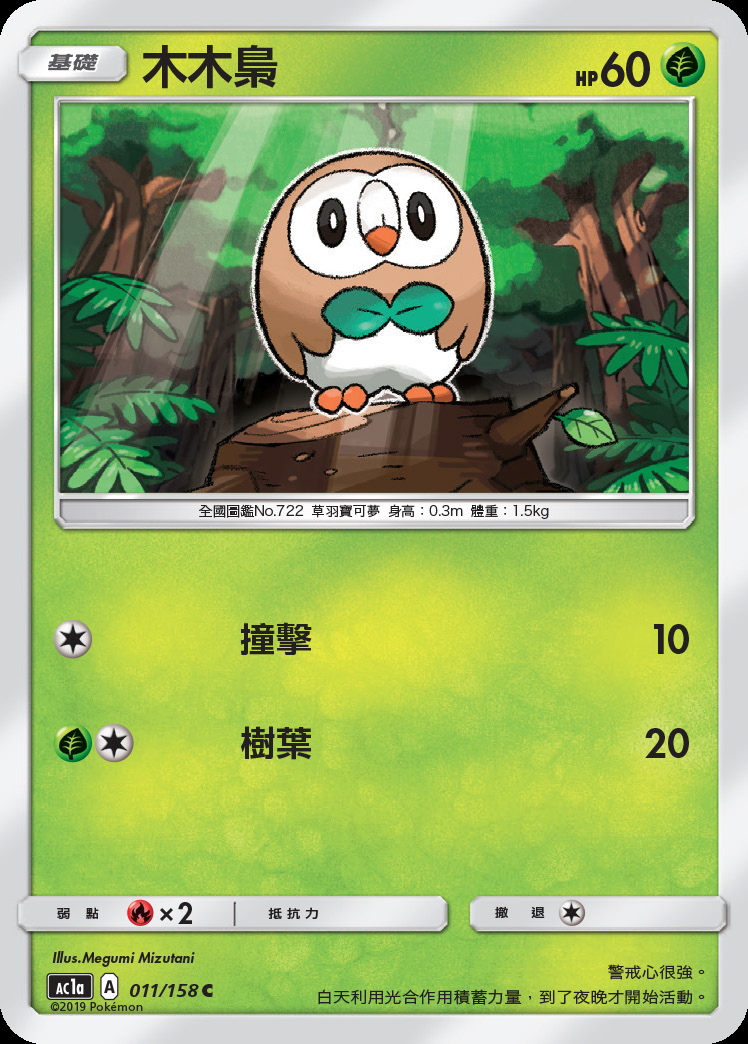 基礎 木木梟 HP60
全國圖鑑No.722 草羽寶可夢 身高：0.3m 體重：1.5kg
撞擊 10
樹葉 20
弱點 ×2 抵抗力 撤退
Illus.Megumi Mizutani
AC1a A 011/158 C
©2019 Pokémon
警戒心很強。
白天利用光合作用積蓄力量，到了夜晚才開始活動。